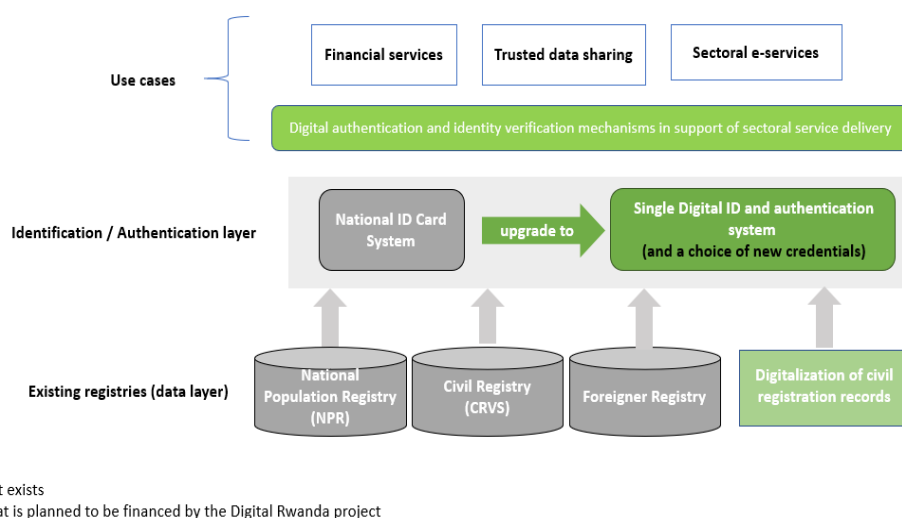 Financial services
Trusted data sharing
Sectoral e-services
Use cases
Digital authentication and identity verification mechanisms in support of sectoral service delivery
Identification / Authentication layer
National ID Card
System
upgrade to
Single Digital ID and authentication
system
(and a choice of new credentials)
Existing registries (data layer)
National
Population Registry
(NPR)
Civil Registry
(CRVS)
Foreigner Registry
Digitalization of civil
registration records
t exists
at is planned to be financed by the Digital Rwanda project